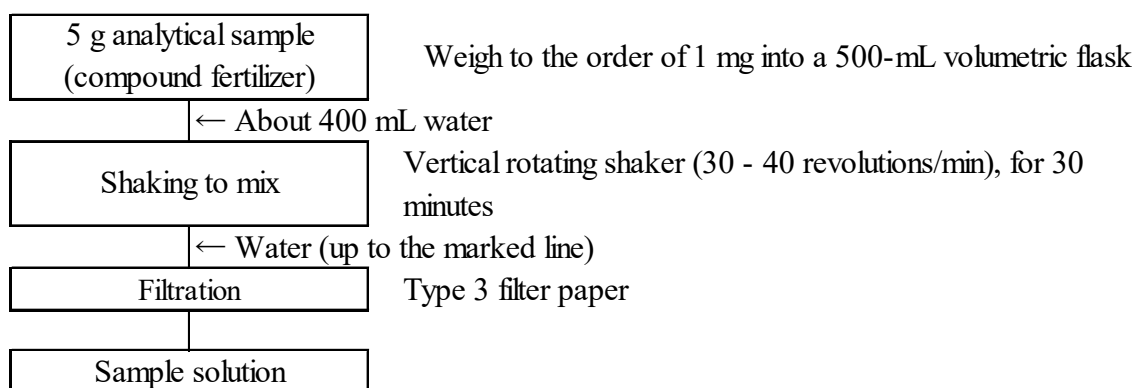 5 g analytical sample
(compound fertilizer)
Weigh to the order of 1 mg into a 500-mL volumetric flask
← About 400 mL water
Shaking to mix
Vertical rotating shaker (30 - 40 revolutions/min), for 30
minutes
← Water (up to the marked line)
Filtration
Type 3 filter paper
Sample solution